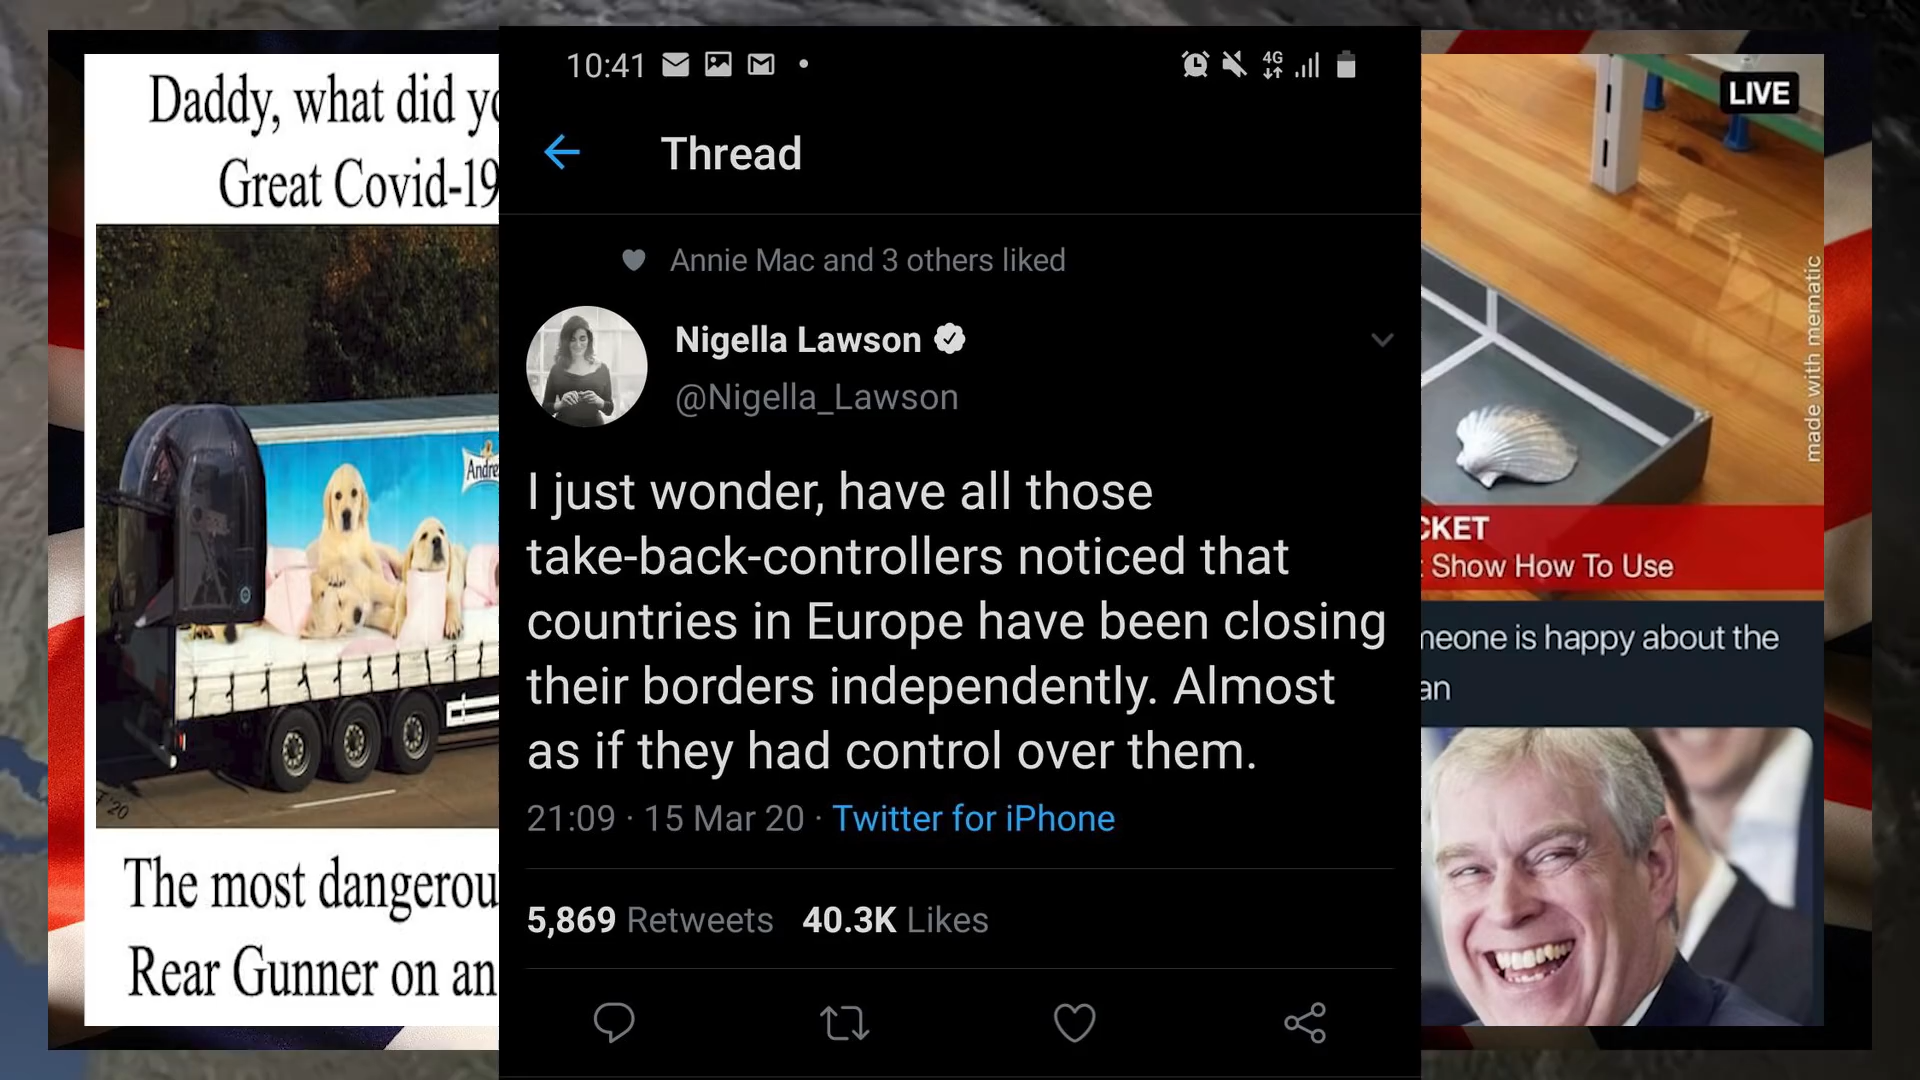 Daddy, what did yo
Great Covid-19
Andre
'20
The most dangerou
Rear Gunner on an
10:41
4G
Thread
Annie Mac and 3 others liked
Nigella Lawson
@Nigella_Lawson
I just wonder, have all those
take-back-controllers noticed that
countries in Europe have been closing
their borders independently. Almost
as if they had control over them.
21:09 · 15 Mar 20 · Twitter for iPhone
5,869 Retweets 40.3K Likes
LIVE
made with mematic
CKET
: Show How To Use
meone is happy about the
an